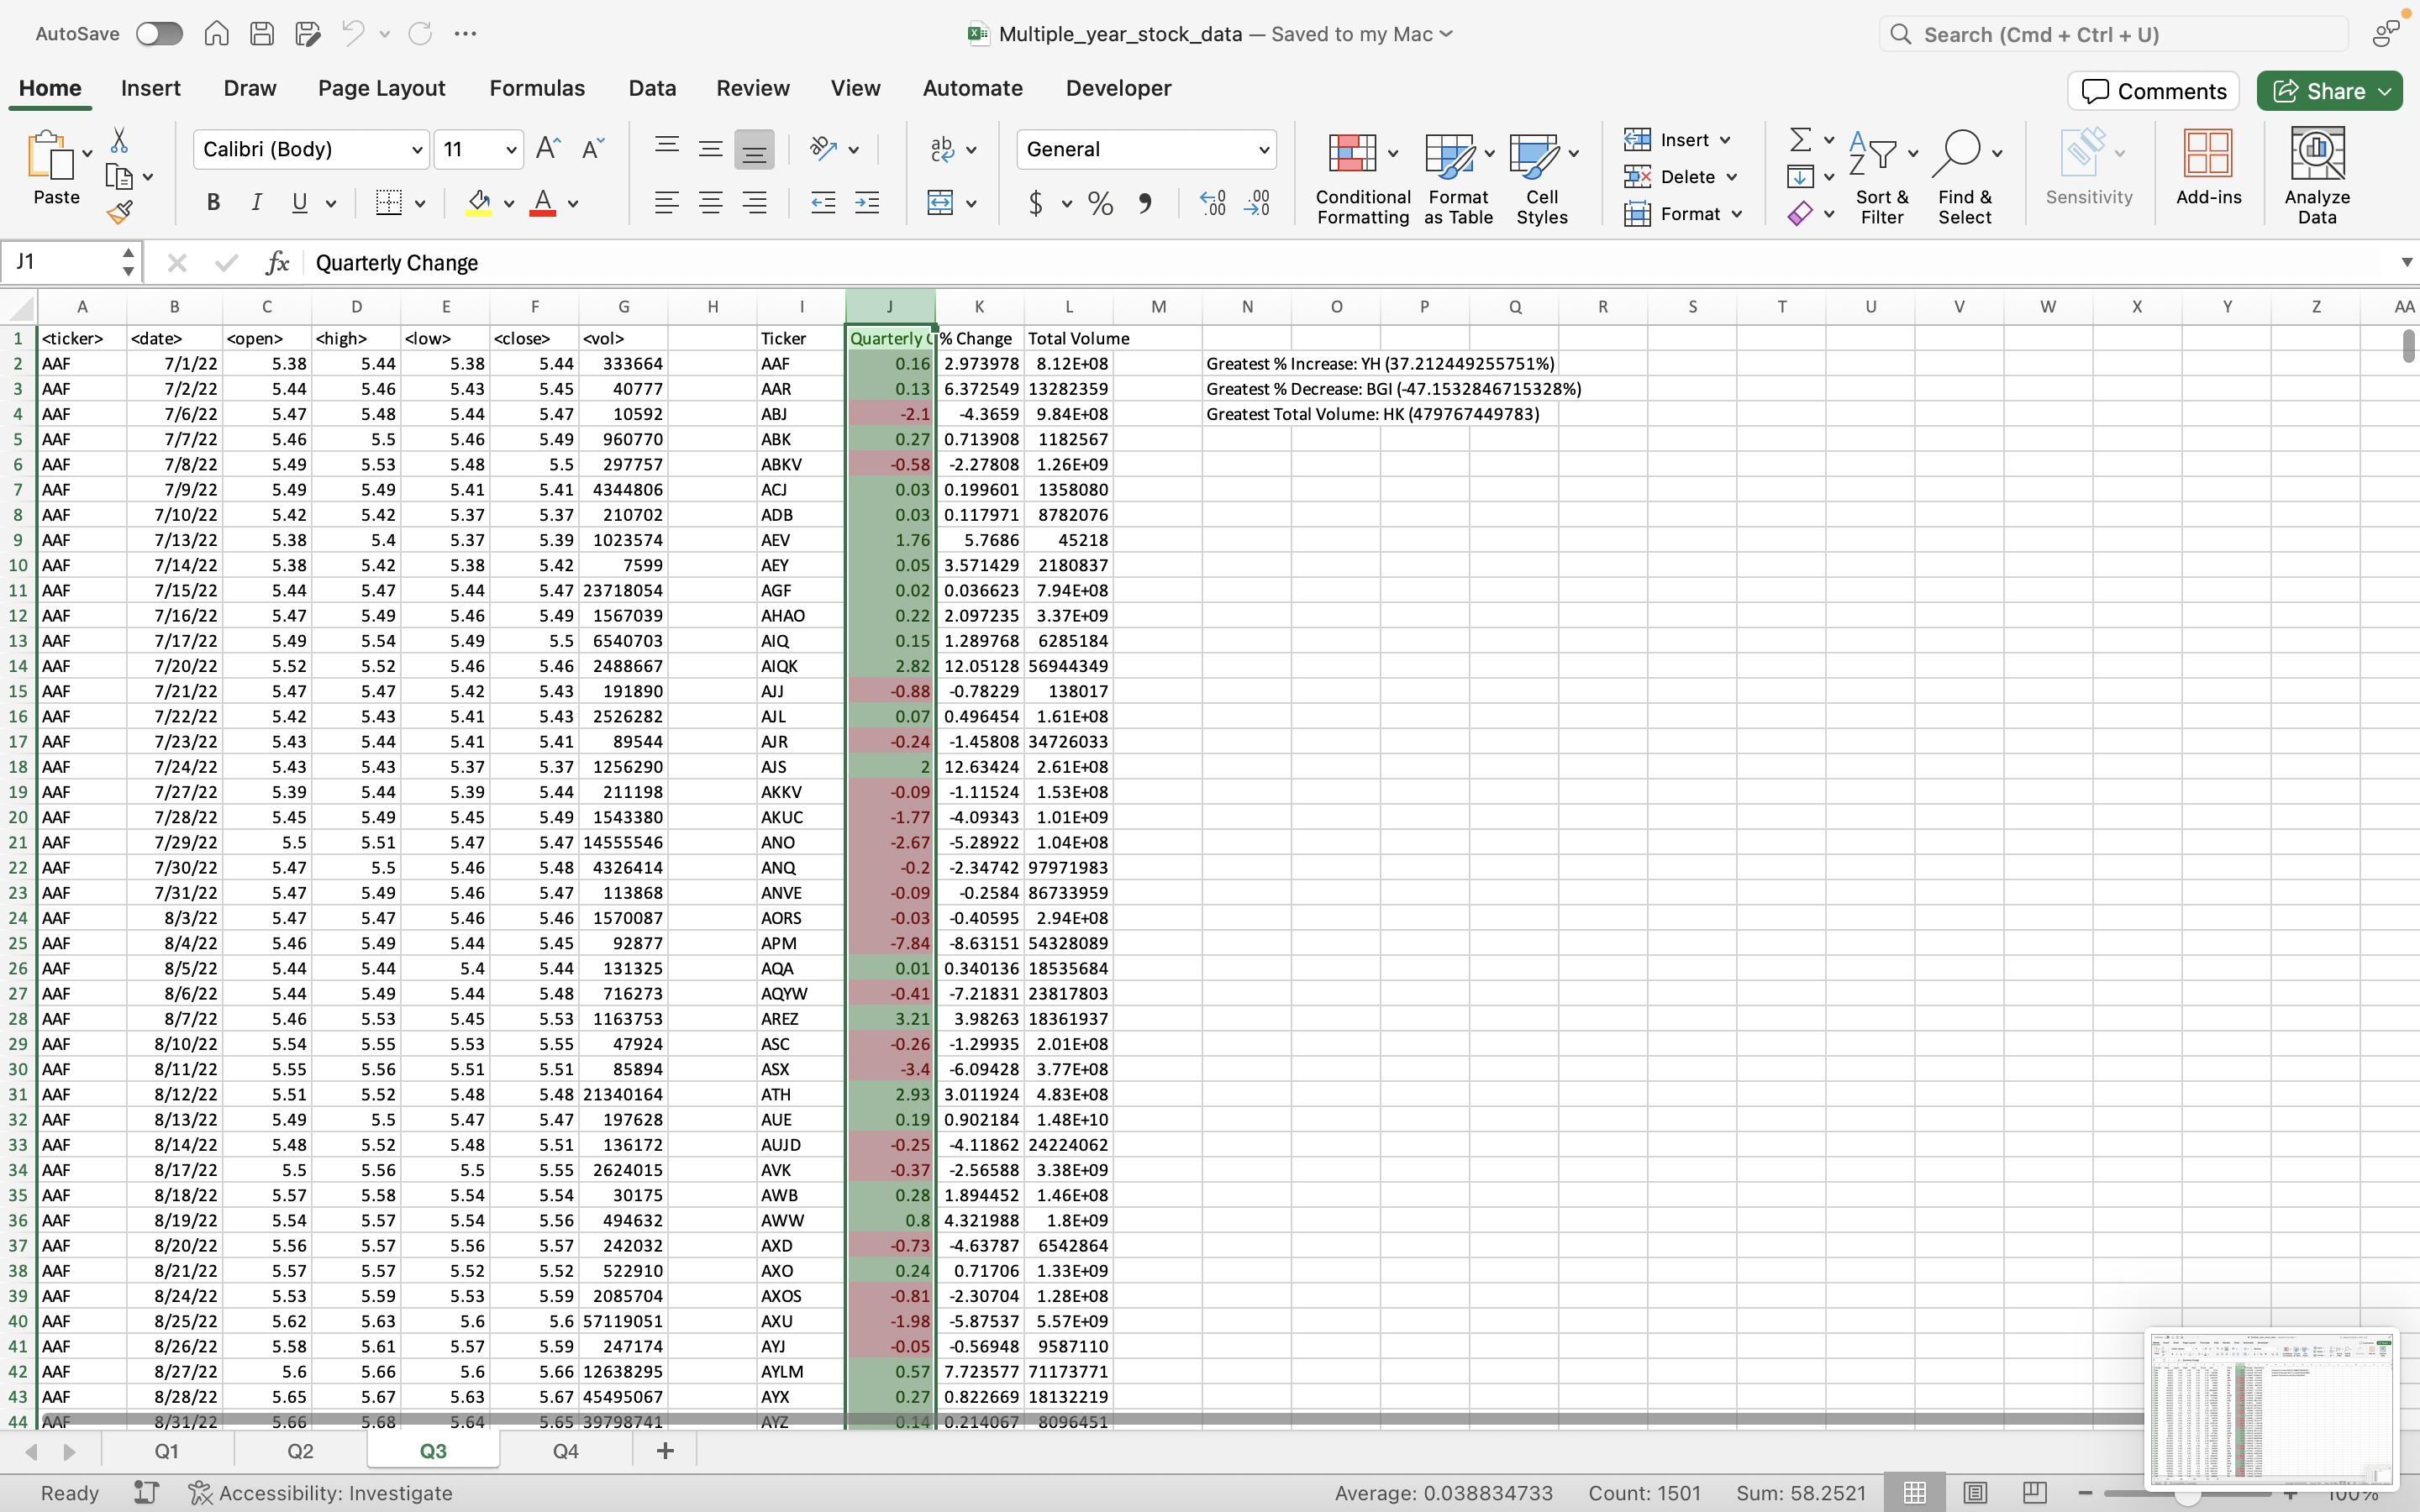 AutoSave
Multiple_year_stock_data — Saved to my Mac
Search (Cmd + Ctrl + U)
Home Insert Draw Page Layout Formulas Data Review View Automate Developer Comments Share
Paste Calibri (Body) 11 A A ab c General Insert Delete Format
B I U A $ % .00 .00 Conditional Formatting Format as Table Cell Styles Sort & Filter Find & Select Sensitivity Add-ins Analyze Data
J1 fx Quarterly Change
A B C D E F G H I J K L M N O P Q R S T U V W X Y Z AA
1 <ticker> <date> <open> <high> <low> <close> <vol> Ticker Quarterly C % Change Total Volume
2 AAF 7/1/22 5.38 5.44 5.38 5.44 333664 AAF 0.16 2.973978 8.12E+08 Greatest % Increase: YH (37.212449255751%)
3 AAF 7/2/22 5.44 5.46 5.43 5.45 40777 AAR 0.13 6.372549 13282359 Greatest % Decrease: BGI (-47.1532846715328%)
4 AAF 7/6/22 5.47 5.48 5.44 5.47 10592 ABJ -2.1 -4.3659 9.84E+08 Greatest Total Volume: HK (479767449783)
5 AAF 7/7/22 5.46 5.5 5.46 5.49 960770 ABK 0.27 0.713908 1182567
6 AAF 7/8/22 5.49 5.53 5.48 5.5 297757 ABKV -0.58 -2.27808 1.26E+09
7 AAF 7/9/22 5.49 5.49 5.41 5.41 4344806 ACJ 0.03 0.199601 1358080
8 AAF 7/10/22 5.42 5.42 5.37 5.37 210702 ADB 0.03 0.117971 8782076
9 AAF 7/13/22 5.38 5.4 5.37 5.39 1023574 AEV 1.76 5.7686 45218
10 AAF 7/14/22 5.38 5.42 5.38 5.42 7599 AEY 0.05 3.571429 2180837
11 AAF 7/15/22 5.44 5.47 5.44 5.47 23718054 AGF 0.02 0.036623 7.94E+08
12 AAF 7/16/22 5.47 5.49 5.46 5.49 1567039 AHAO 0.22 2.097235 3.37E+09
13 AAF 7/17/22 5.49 5.54 5.49 5.5 6540703 AIQ 0.15 1.289768 6285184
14 AAF 7/20/22 5.52 5.52 5.46 5.46 2488667 AIQK 2.82 12.05128 56944349
15 AAF 7/21/22 5.47 5.47 5.42 5.43 191890 AJJ -0.88 -0.78229 138017
16 AAF 7/22/22 5.42 5.43 5.41 5.43 2526282 AJL 0.07 0.496454 1.61E+08
17 AAF 7/23/22 5.43 5.44 5.41 5.41 89544 AJR -0.24 -1.45808 34726033
18 AAF 7/24/22 5.43 5.43 5.37 5.37 1256290 AJS 2 12.63424 2.61E+08
19 AAF 7/27/22 5.39 5.44 5.39 5.44 211198 AKKV -0.09 -1.11524 1.53E+08
20 AAF 7/28/22 5.45 5.49 5.45 5.49 1543380 AKUC -1.77 -4.09343 1.01E+09
21 AAF 7/29/22 5.5 5.51 5.47 5.47 14555546 ANO -2.67 -5.28922 1.04E+08
22 AAF 7/30/22 5.47 5.5 5.46 5.48 4326414 ANQ -0.2 -2.34742 97971983
23 AAF 7/31/22 5.47 5.49 5.46 5.47 113868 ANVE -0.09 -0.2584 86733959
24 AAF 8/3/22 5.47 5.47 5.46 5.46 1570087 AORS -0.03 -0.40595 2.94E+08
25 AAF 8/4/22 5.46 5.49 5.44 5.45 92877 APM -7.84 -8.63151 54328089
26 AAF 8/5/22 5.44 5.44 5.4 5.44 131325 AQA 0.01 0.340136 18535684
27 AAF 8/6/22 5.44 5.49 5.44 5.48 716273 AQYW -0.41 -7.21831 23817803
28 AAF 8/7/22 5.46 5.53 5.45 5.53 1163753 AREZ 3.21 3.98263 18361937
29 AAF 8/10/22 5.54 5.55 5.53 5.55 47924 ASC -0.26 -1.29935 2.01E+08
30 AAF 8/11/22 5.55 5.56 5.51 5.51 85894 ASX -3.4 -6.09428 3.77E+08
31 AAF 8/12/22 5.51 5.52 5.48 5.48 21340164 ATH 2.93 3.011924 4.83E+08
32 AAF 8/13/22 5.49 5.5 5.47 5.47 197628 AUE 0.19 0.902184 1.48E+10
33 AAF 8/14/22 5.48 5.52 5.48 5.51 136172 AUJD -0.25 -4.11862 24224062
34 AAF 8/17/22 5.5 5.56 5.5 5.55 2624015 AVK -0.37 -2.56588 3.38E+09
35 AAF 8/18/22 5.57 5.58 5.54 5.54 30175 AWB 0.28 1.894452 1.46E+08
36 AAF 8/19/22 5.54 5.57 5.54 5.56 494632 AWW 0.8 4.321988 1.8E+09
37 AAF 8/20/22 5.56 5.57 5.56 5.57 242032 AXD -0.73 -4.63787 6542864
38 AAF 8/21/22 5.57 5.57 5.52 5.52 522910 AXO 0.24 0.71706 1.33E+09
39 AAF 8/24/22 5.53 5.59 5.53 5.59 2085704 AXOS -0.81 -2.30704 1.28E+08
40 AAF 8/25/22 5.62 5.63 5.6 5.6 57119051 AXU -1.98 -5.87537 5.57E+09
41 AAF 8/26/22 5.58 5.61 5.57 5.59 247174 AYJ -0.05 -0.56948 9587110
42 AAF 8/27/22 5.6 5.66 5.6 5.66 12638295 AYLM 0.57 7.723577 71173771
43 AAF 8/28/22 5.65 5.67 5.63 5.67 45495067 AYX 0.27 0.822669 18132219
44 AAF 8/31/22 5.66 5.68 5.64 5.65 39798741 AYZ 0.14 0.214067 8096451
Q1 Q2 Q3 Q4 +
Ready Accessibility: Investigate Average: 0.038834733 Count: 1501 Sum: 58.2521 100%